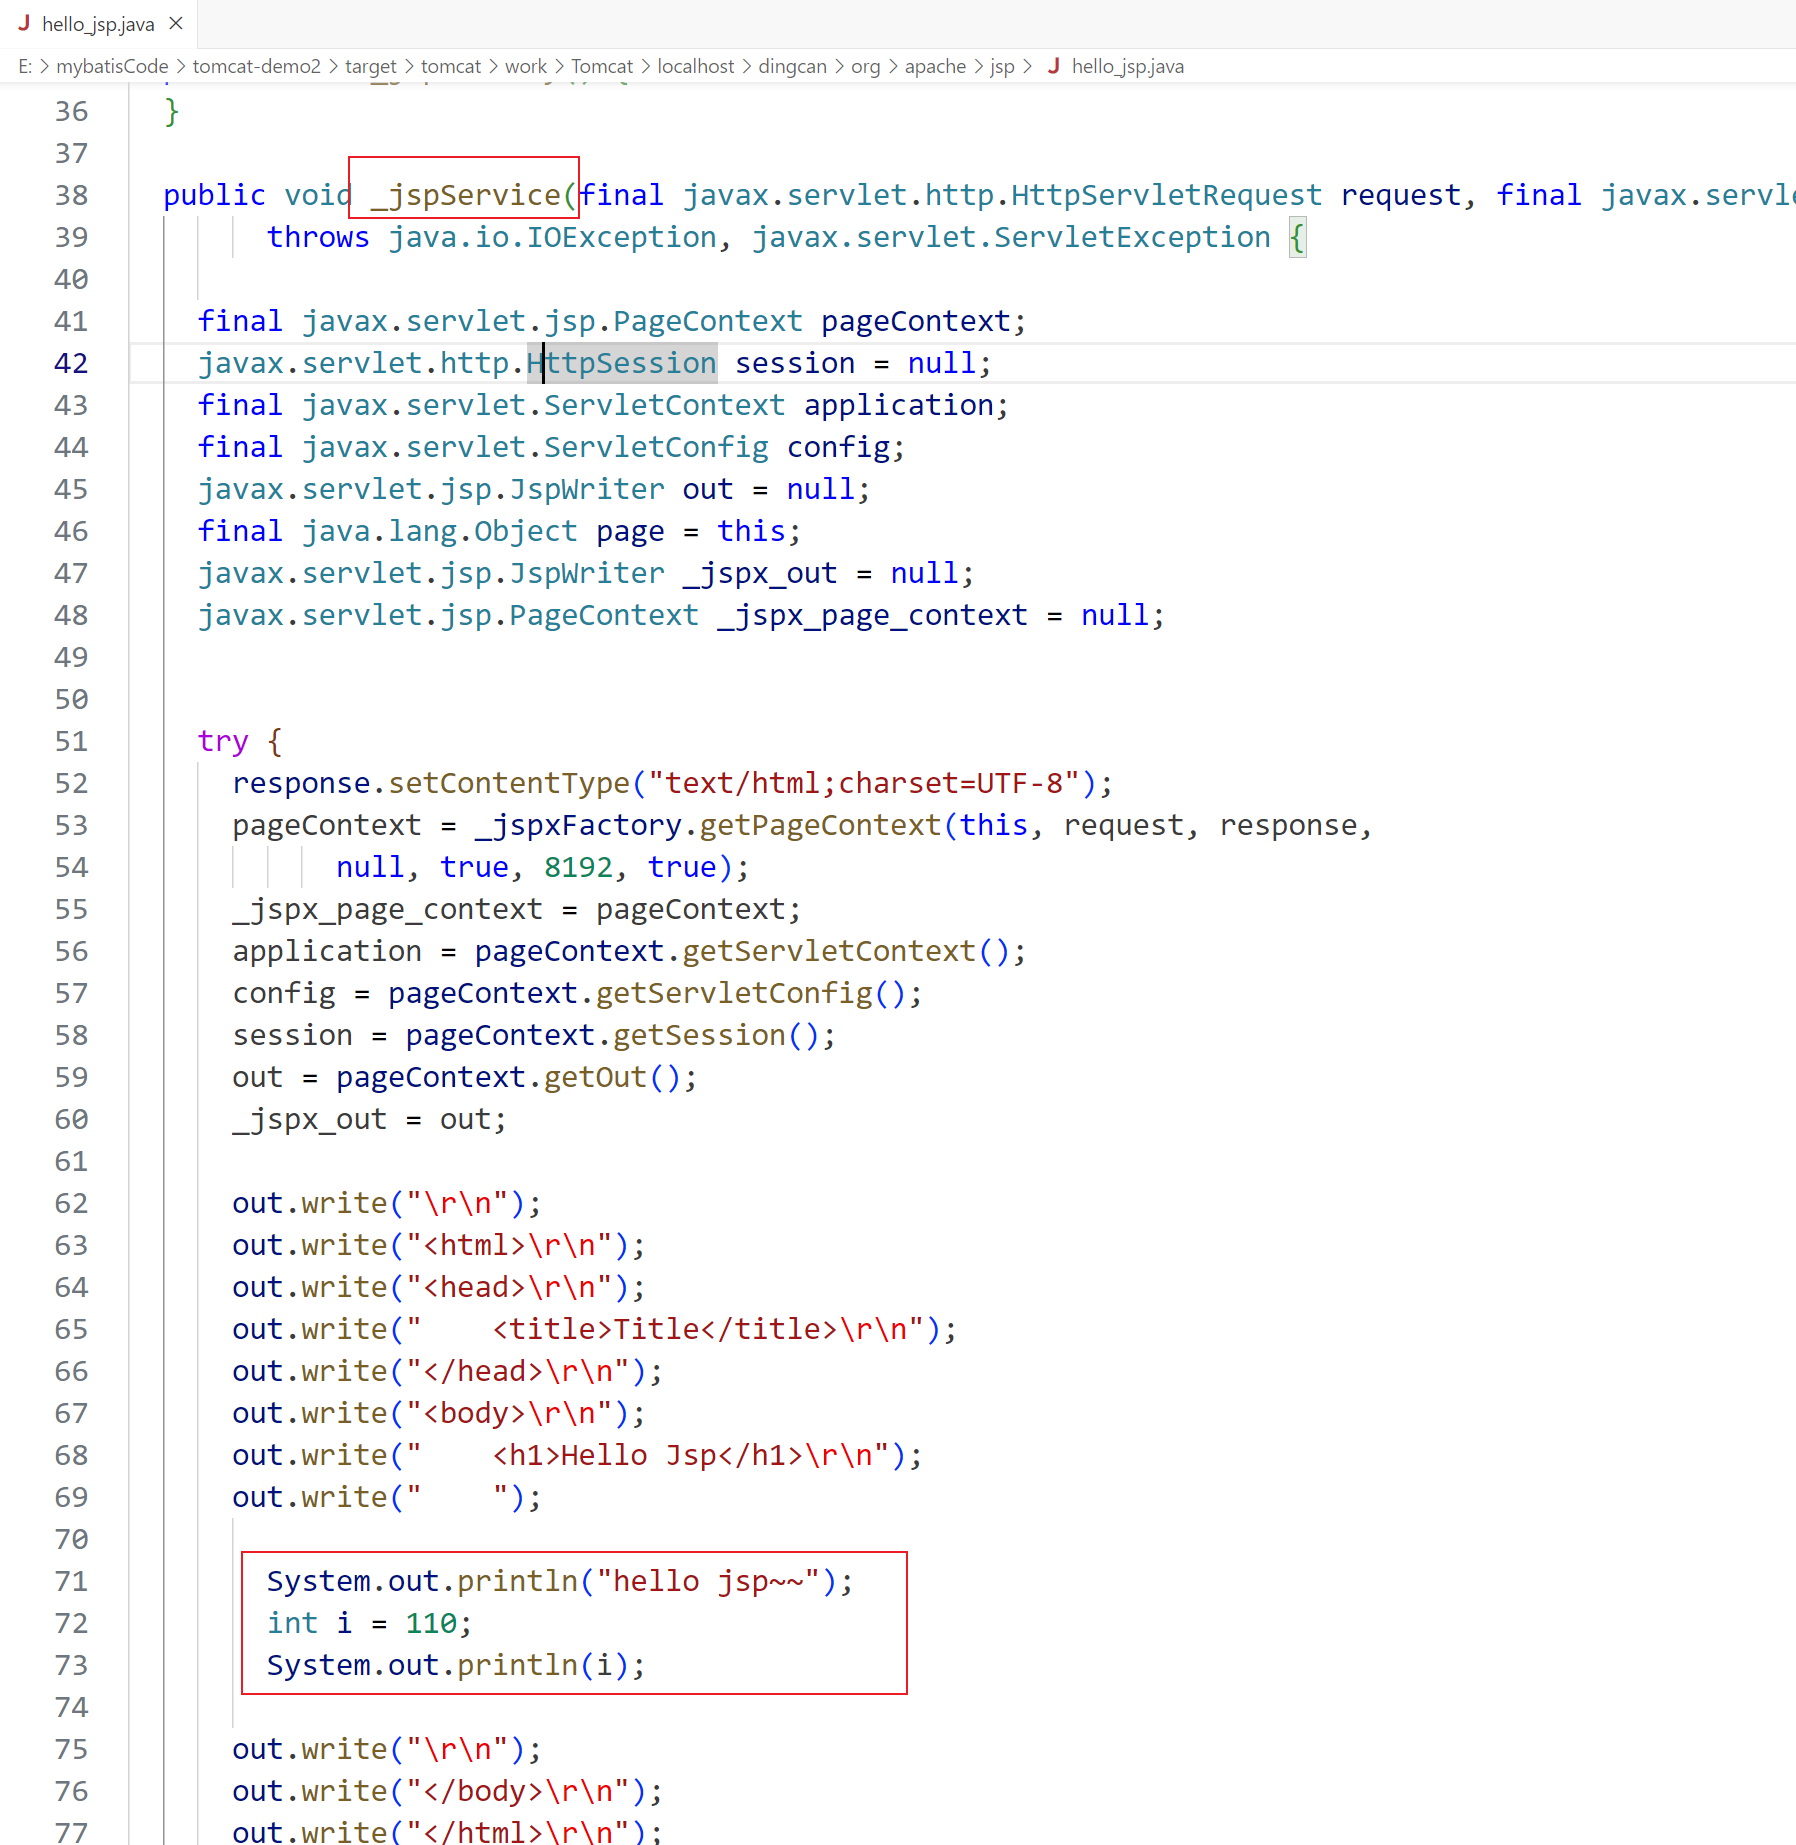 J hello_jsp.java ×
E: > mybatisCode > tomcat-demo2 > target > tomcat > work > Tomcat > localhost > dingcan > org > apache > jsp > J hello_jsp.java
36 }
37
38 public void _jspService(final javax.servlet.http.HttpServletRequest request, final javax.servle
39 throws java.io.IOException, javax.servlet.ServletException {
40
41 final javax.servlet.jsp.PageContext pageContext;
42 javax.servlet.http.HttpSession session = null;
43 final javax.servlet.ServletContext application;
44 final javax.servlet.ServletConfig config;
45 javax.servlet.jsp.JspWriter out = null;
46 final java.lang.Object page = this;
47 javax.servlet.jsp.JspWriter _jspx_out = null;
48 javax.servlet.jsp.PageContext _jspx_page_context = null;
49
50
51 try {
52 response.setContentType("text/html;charset=UTF-8");
53 pageContext = _jspxFactory.getPageContext(this, request, response,
54 null, true, 8192, true);
55 _jspx_page_context = pageContext;
56 application = pageContext.getServletContext();
57 config = pageContext.getServletConfig();
58 session = pageContext.getSession();
59 out = pageContext.getOut();
60 _jspx_out = out;
61
62 out.write("\r\n");
63 out.write("<html>\r\n");
64 out.write("<head>\r\n");
65 out.write("    <title>Title</title>\r\n");
66 out.write("</head>\r\n");
67 out.write("<body>\r\n");
68 out.write("    <h1>Hello Jsp</h1>\r\n");
69 out.write("    ");
70
71 System.out.println("hello jsp~~");
72 int i = 110;
73 System.out.println(i);
74
75 out.write("\r\n");
76 out.write("</body>\r\n");
77 out.write("</html>\r\n");